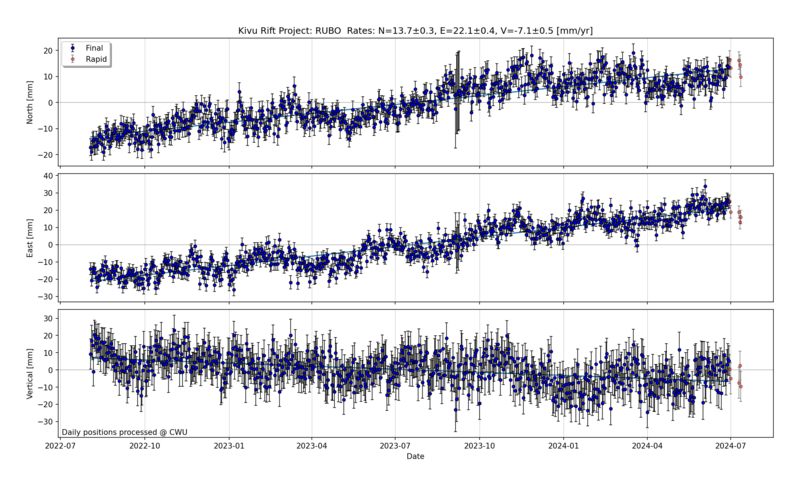 Kivu Rift Project: RUBO  Rates: N=13.7±0.3, E=22.1±0.4, V=-7.1±0.5 [mm/yr]
Final
Rapid
North [mm]
20
10
0
−10
−20
East [mm]
40
30
20
10
0
−10
−20
−30
Vertical [mm]
30
20
10
0
−10
−20
−30
Daily positions processed @ CWU
2022-07 2022-10 2023-01 2023-04 2023-07 2023-10 2024-01 2024-04 2024-07
Date